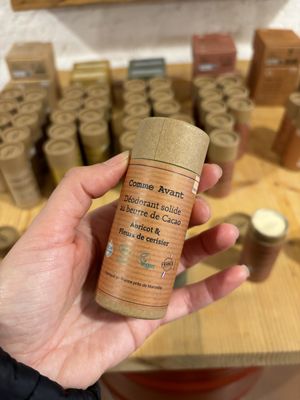 Comme Avant
Déodorant solide
au beurre de Cacao
Abricot &
Fleurs de cerisier